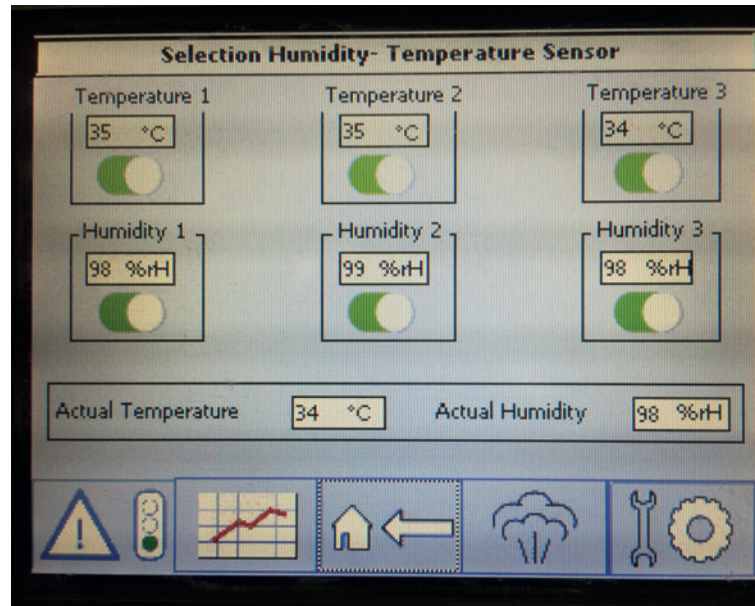 Selection Humidity- Temperature Sensor
Temperature 1 Temperature 2 Temperature 3
35 °C 35 °C 34 °C
Humidity 1 Humidity 2 Humidity 3
98 %rH 99 %rH 98 %rH
Actual Temperature 34 °C Actual Humidity 98 %rH